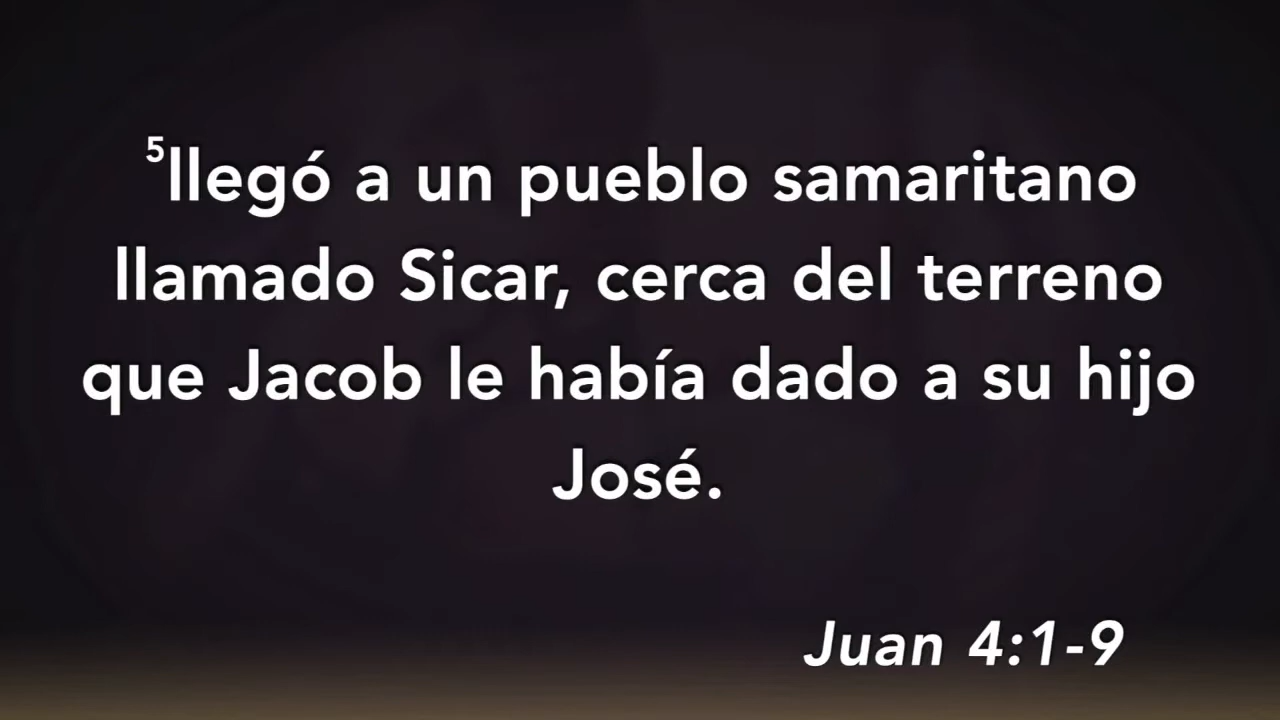 ⁵llegó a un pueblo samaritano
llamado Sicar, cerca del terreno
que Jacob le había dado a su hijo
José.
Juan 4:1-9